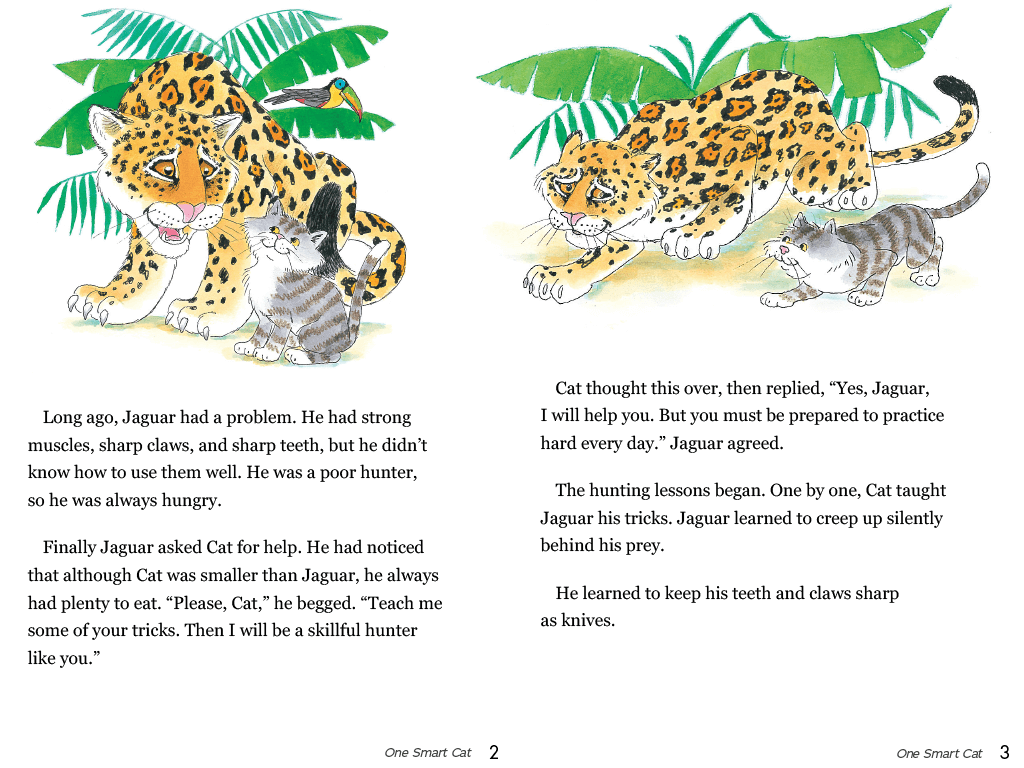 Long ago, Jaguar had a problem. He had strong
muscles, sharp claws, and sharp teeth, but he didn’t
know how to use them well. He was a poor hunter,
so he was always hungry.
Finally Jaguar asked Cat for help. He had noticed
that although Cat was smaller than Jaguar, he always
had plenty to eat. “Please, Cat,” he begged. “Teach me
some of your tricks. Then I will be a skillful hunter
like you.”
One Smart Cat 2
Cat thought this over, then replied, “Yes, Jaguar,
I will help you. But you must be prepared to practice
hard every day.” Jaguar agreed.
The hunting lessons began. One by one, Cat taught
Jaguar his tricks. Jaguar learned to creep up silently
behind his prey.
He learned to keep his teeth and claws sharp
as knives.
One Smart Cat 3